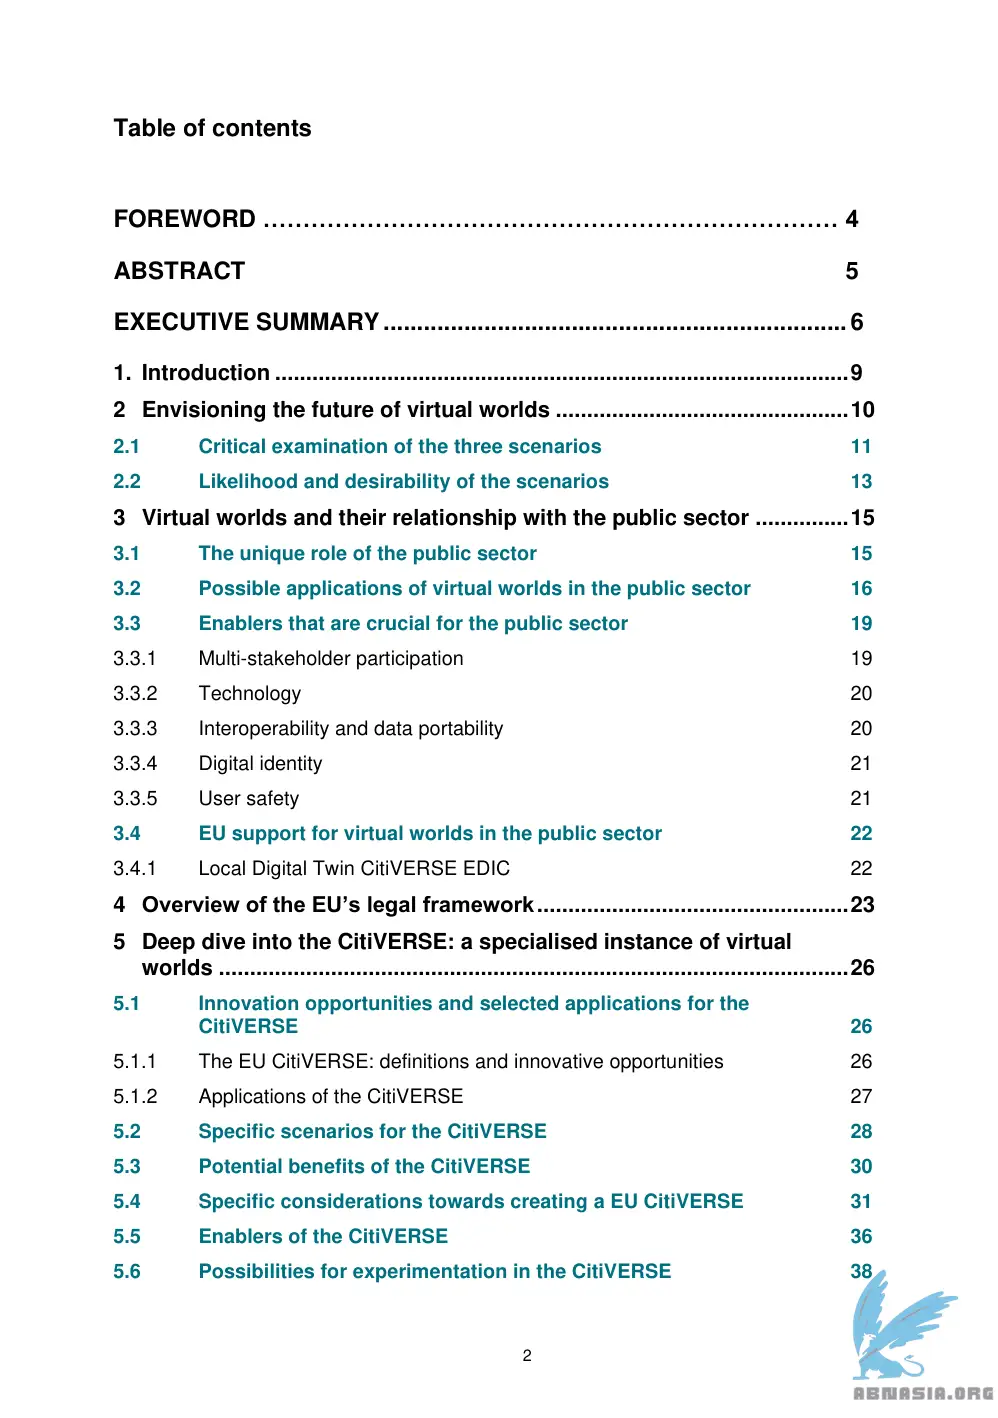 Table of contents
FOREWORD ........................................................................ 4
ABSTRACT 5
EXECUTIVE SUMMARY ..................................................................... 6
1. Introduction ............................................................................................ 9
2 Envisioning the future of virtual worlds ............................................... 10
2.1 Critical examination of the three scenarios 11
2.2 Likelihood and desirability of the scenarios 13
3 Virtual worlds and their relationship with the public sector ............... 15
3.1 The unique role of the public sector 15
3.2 Possible applications of virtual worlds in the public sector 16
3.3 Enablers that are crucial for the public sector 19
3.3.1 Multi-stakeholder participation 19
3.3.2 Technology 20
3.3.3 Interoperability and data portability 20
3.3.4 Digital identity 21
3.3.5 User safety 21
3.4 EU support for virtual worlds in the public sector 22
3.4.1 Local Digital Twin CitiVERSE EDIC 22
4 Overview of the EU’s legal framework .................................................. 23
5 Deep dive into the CitiVERSE: a specialised instance of virtual
worlds ..................................................................................................... 26
5.1 Innovation opportunities and selected applications for the
CitiVERSE 26
5.1.1 The EU CitiVERSE: definitions and innovative opportunities 26
5.1.2 Applications of the CitiVERSE 27
5.2 Specific scenarios for the CitiVERSE 28
5.3 Potential benefits of the CitiVERSE 30
5.4 Specific considerations towards creating a EU CitiVERSE 31
5.5 Enablers of the CitiVERSE 36
5.6 Possibilities for experimentation in the CitiVERSE 38
2
ABNASIA.ORG